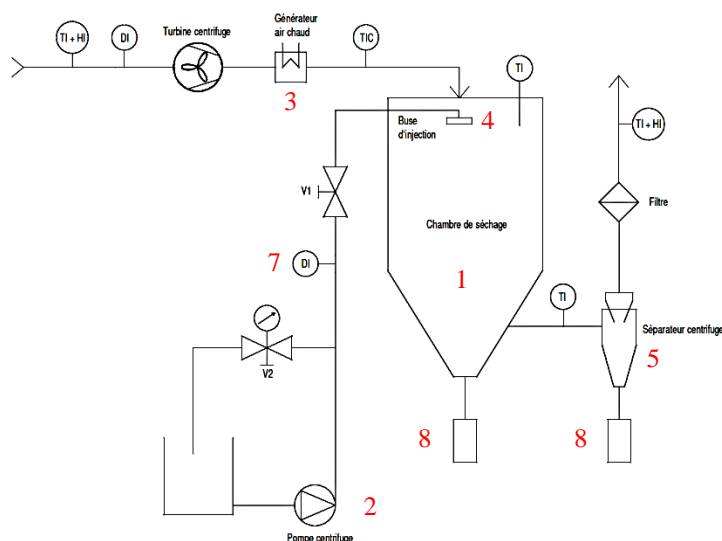 Turbine centrifuge
Générateur
air chaud
TI + HI
DI
TIC
3
TI
Buse
d'injection
4
TI + HI
V1
Filtre
Chambre de séchage
7
DI
1
TI
Séparateur centrifuge
5
V2
8
8
2
Pompe centrifuge